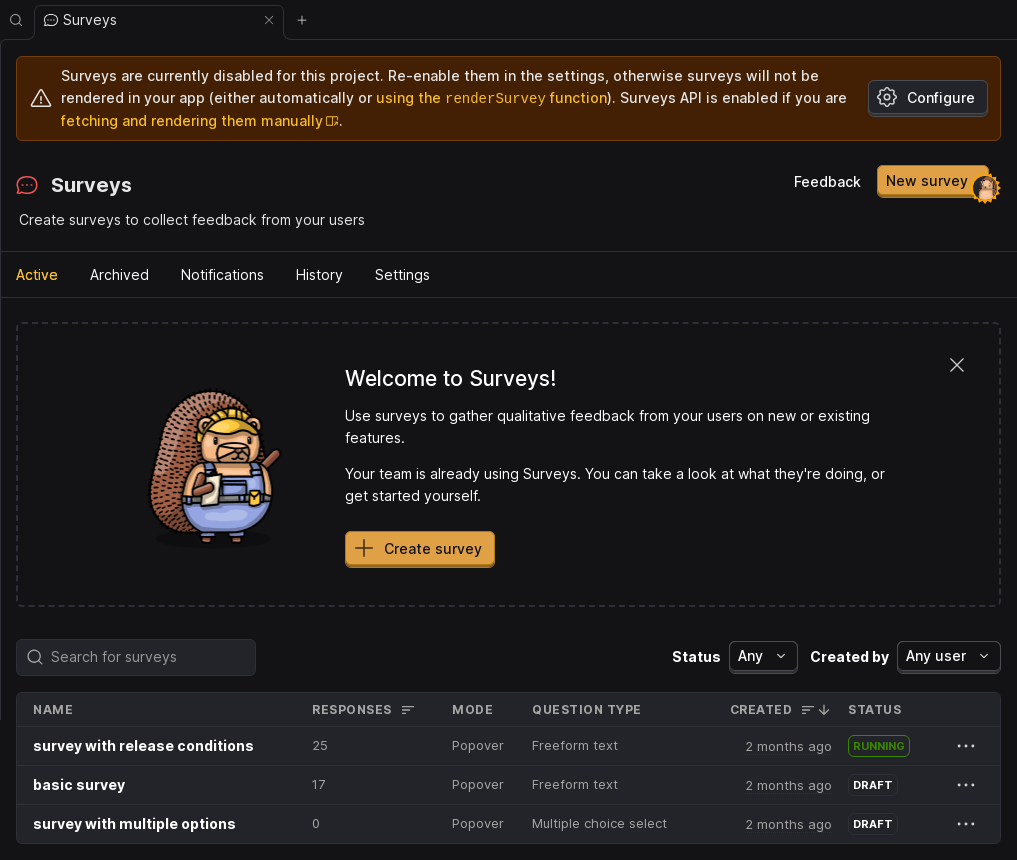 Surveys
Surveys are currently disabled for this project. Re-enable them in the settings, otherwise surveys will not be
rendered in your app (either automatically or using the renderSurvey function). Surveys API is enabled if you are
fetching and rendering them manually.
Configure
Surveys
Feedback
New survey
Create surveys to collect feedback from your users
Active Archived Notifications History Settings
Welcome to Surveys!
Use surveys to gather qualitative feedback from your users on new or existing
features.
Your team is already using Surveys. You can take a look at what they're doing, or
get started yourself.
Create survey
Search for surveys
Status Any Created by Any user
NAME RESPONSES MODE QUESTION TYPE CREATED STATUS
survey with release conditions 25 Popover Freeform text 2 months ago RUNNING
basic survey 17 Popover Freeform text 2 months ago DRAFT
survey with multiple options 0 Popover Multiple choice select 2 months ago DRAFT